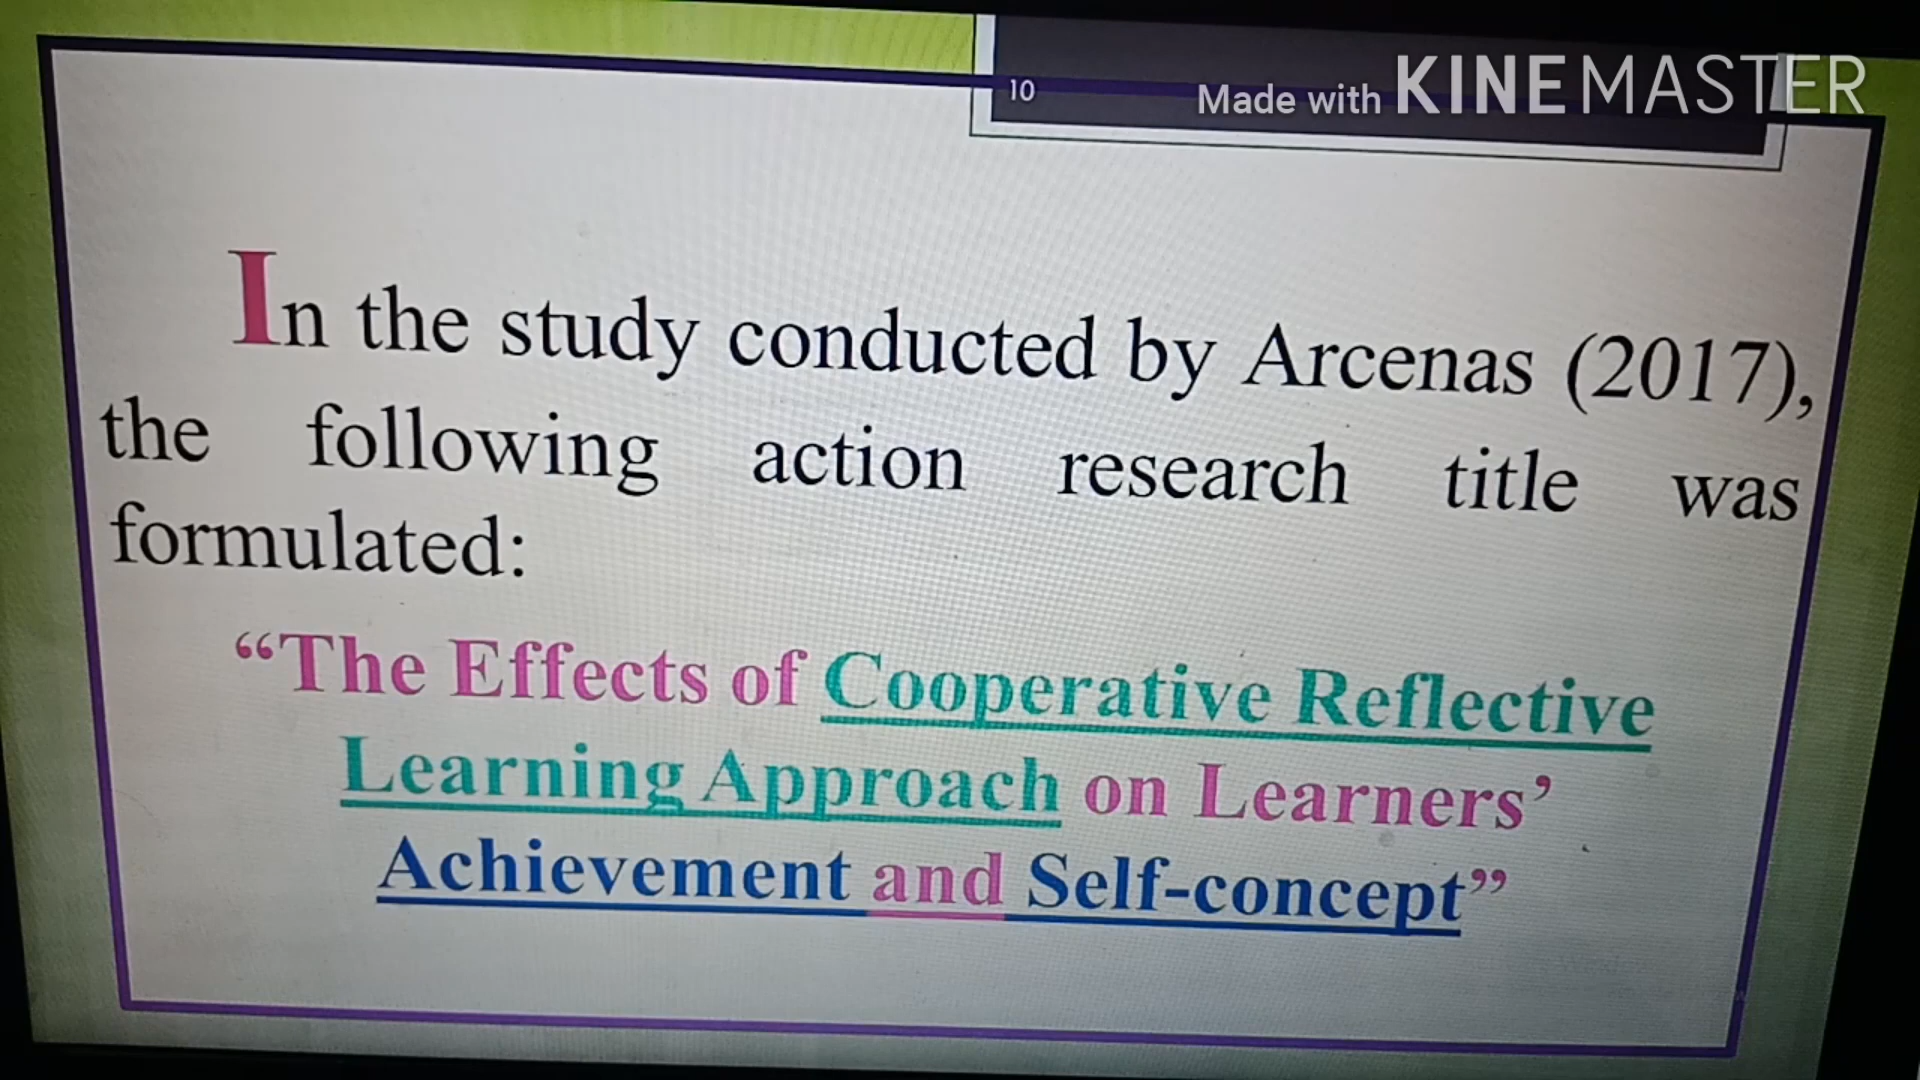 10
Made with KINEMASTER
In the study conducted by Arcenas (2017),
the following action research title was
formulated:
“The Effects of Cooperative Reflective
Learning Approach on Learners’
Achievement and Self-concept”